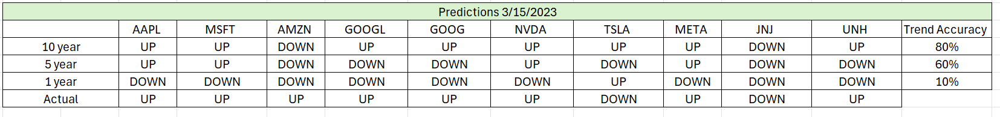 Predictions 3/15/2023
AAPL MSFT AMZN GOOGL GOOG NVDA TSLA META JNJ UNH Trend Accuracy
10 year UP UP DOWN UP UP UP UP UP DOWN UP 80%
5 year UP UP DOWN DOWN DOWN UP DOWN UP DOWN DOWN 60%
1 year DOWN DOWN DOWN DOWN DOWN DOWN UP DOWN DOWN DOWN 10%
Actual UP UP UP UP UP UP DOWN UP DOWN UP